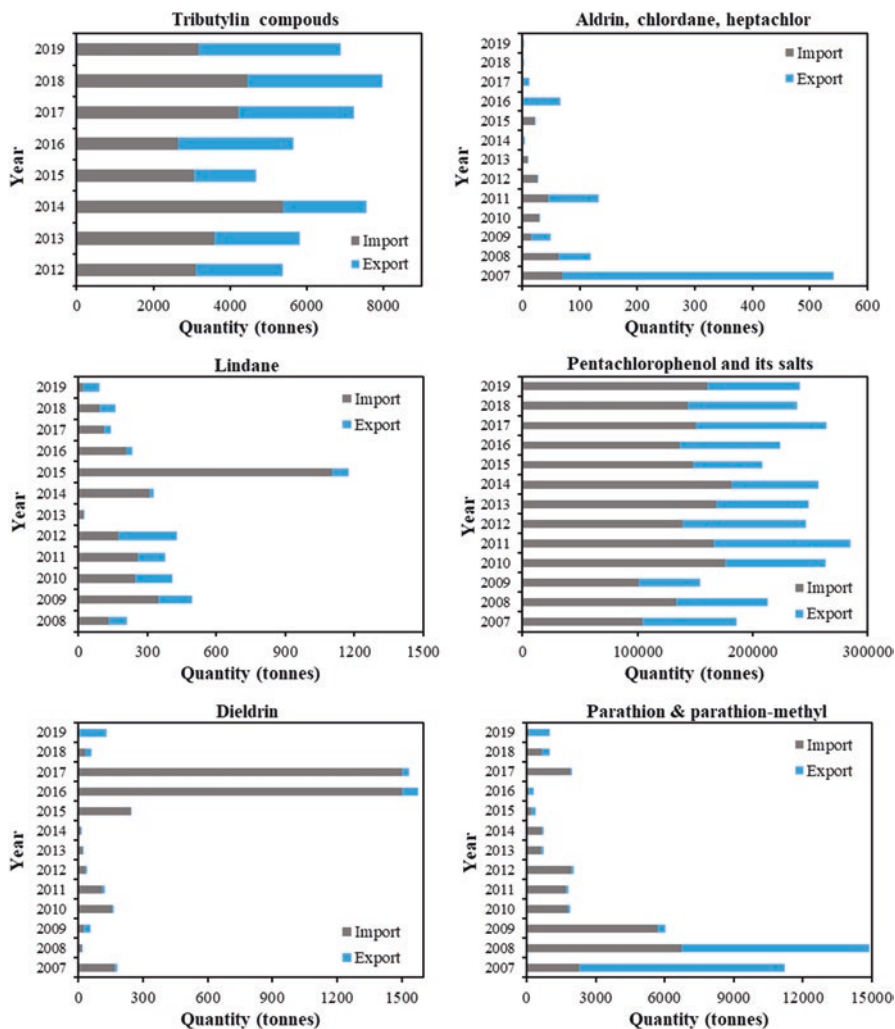 Tributylin compouds
2019
2018
2017
2016
2015
2014
2013
2012
Year
Import
Export
0 2000 4000 6000 8000
Quantity (tonnes)
Aldrin, chlordane, heptachlor
2019
2018
2017
2016
2015
2014
2013
2012
2011
2010
2009
2008
2007
Year
Import
Export
0 100 200 300 400 500 600
Quantity (tonnes)
Lindane
2019
2018
2017
2016
2015
2014
2013
2012
2011
2010
2009
2008
Year
Import
Export
0 300 600 900 1200 1500
Quantity (tonnes)
Pentachlorophenol and its salts
2019
2018
2017
2016
2015
2014
2013
2012
2011
2010
2009
2008
2007
Year
Import
Export
0 100000 200000 300000
Quantity (tonnes)
Dieldrin
2019
2018
2017
2016
2015
2014
2013
2012
2011
2010
2009
2008
2007
Year
Import
Export
0 300 600 900 1200 1500
Quantity (tonnes)
Parathion & parathion-methyl
2019
2018
2017
2016
2015
2014
2013
2012
2011
2010
2009
2008
2007
Year
Import
Export
0 3000 6000 9000 12000 15000
Quantity (tonnes)